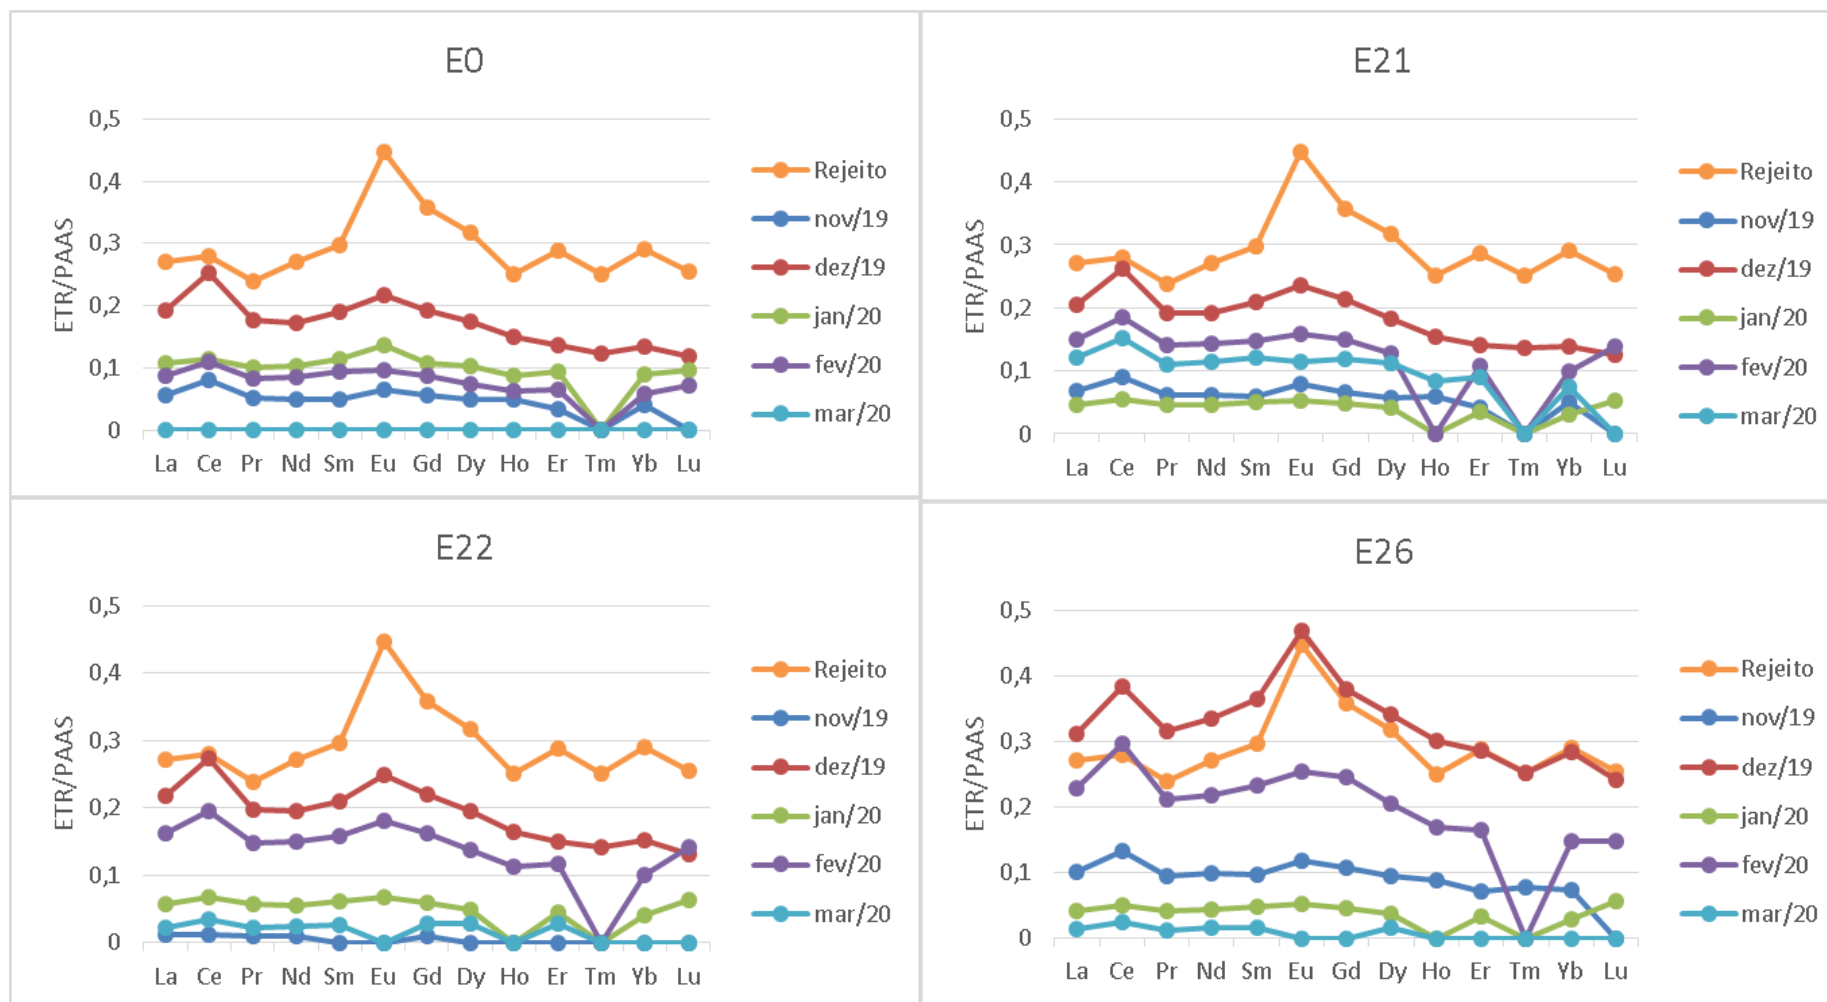 E0
0,5
0,4
0,3
0,2
0,1
0
ETR/PAAS
La Ce Pr Nd Sm Eu Gd Dy Ho Er Tm Yb Lu
Rejeito
nov/19
dez/19
jan/20
fev/20
mar/20
E21
0,5
0,4
0,3
0,2
0,1
0
ETR/PAAS
La Ce Pr Nd Sm Eu Gd Dy Ho Er Tm Yb Lu
Rejeito
nov/19
dez/19
jan/20
fev/20
mar/20
E22
0,5
0,4
0,3
0,2
0,1
0
ETR/PAAS
La Ce Pr Nd Sm Eu Gd Dy Ho Er Tm Yb Lu
Rejeito
nov/19
dez/19
jan/20
fev/20
mar/20
E26
0,5
0,4
0,3
0,2
0,1
0
ETR/PAAS
La Ce Pr Nd Sm Eu Gd Dy Ho Er Tm Yb Lu
Rejeito
nov/19
dez/19
jan/20
fev/20
mar/20